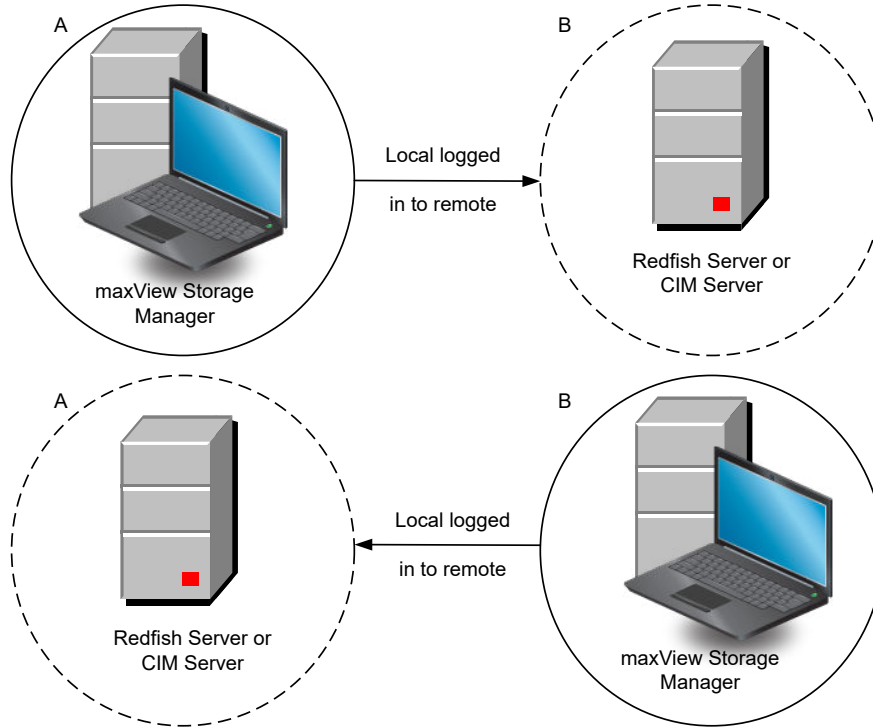 A
B
Local logged
in to remote
maxView Storage
Manager
Redfish Server or
CIM Server
A
B
Local logged
in to remote
Redfish Server or
CIM Server
maxView Storage
Manager